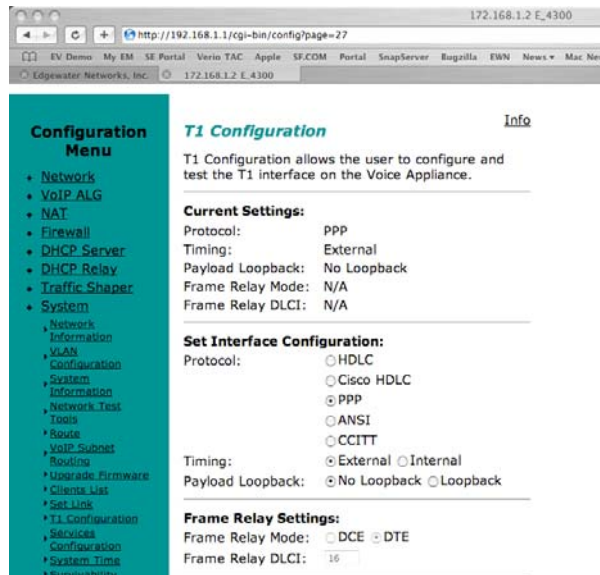 172.168.1.2 E_4300
http://192.168.1.1/cgi-bin/config?page=27
EV Demo My EM SE Portal Verio TAC Apple SF.COM Portal SnapServer Bugzilla EWN News Mac Ne
Edgewater Networks, Inc. 172.168.1.2 E_4300
Configuration Menu
Network
VoIP ALG
NAT
Firewall
DHCP Server
DHCP Relay
Traffic Shaper
System
Network
Information
VLAN
Configuration
System
Information
Network Test
Tools
Route
VoIP Subnet
Routing
Upgrade Firmware
Clients List
Set Link
T1 Configuration
Services
Configuration
System Time
Survivability
Info
T1 Configuration
T1 Configuration allows the user to configure and
test the T1 interface on the Voice Appliance.
Current Settings:
Protocol: PPP
Timing: External
Payload Loopback: No Loopback
Frame Relay Mode: N/A
Frame Relay DLCI: N/A
Set Interface Configuration:
Protocol: HDLC
Cisco HDLC
PPP
ANSI
CCITT
Timing: External Internal
Payload Loopback: No Loopback Loopback
Frame Relay Settings:
Frame Relay Mode: DCE DTE
Frame Relay DLCI: 16